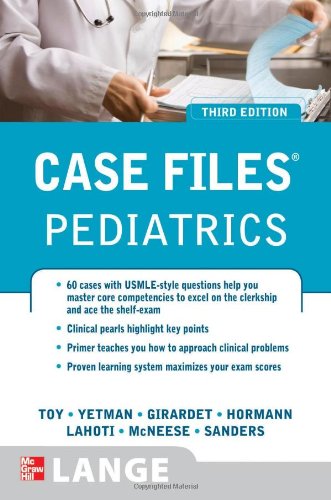 THIRD EDITION
CASE FILES®
PEDIATRICS
• 60 cases with USMLE-style questions help you
master core competencies to excel on the clerkship
and ace the shelf-exam
• Clinical pearls highlight key points
• Primer teaches you how to approach clinical problems
• Proven learning system maximizes your exam scores
TOY • YETMAN • GIRARDET • HORMANN
LAHOTI • McNEESE • SANDERS
Mc
Graw
Hill
LANGE